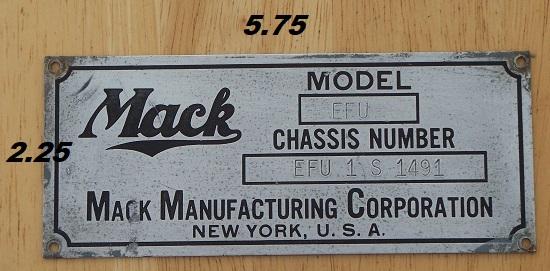 5.75
2.25
Mack
MODEL
EFU
CHASSIS NUMBER
EFU 1 S 1491
MACK MANUFACTURING CORPORATION
NEW YORK, U. S. A.